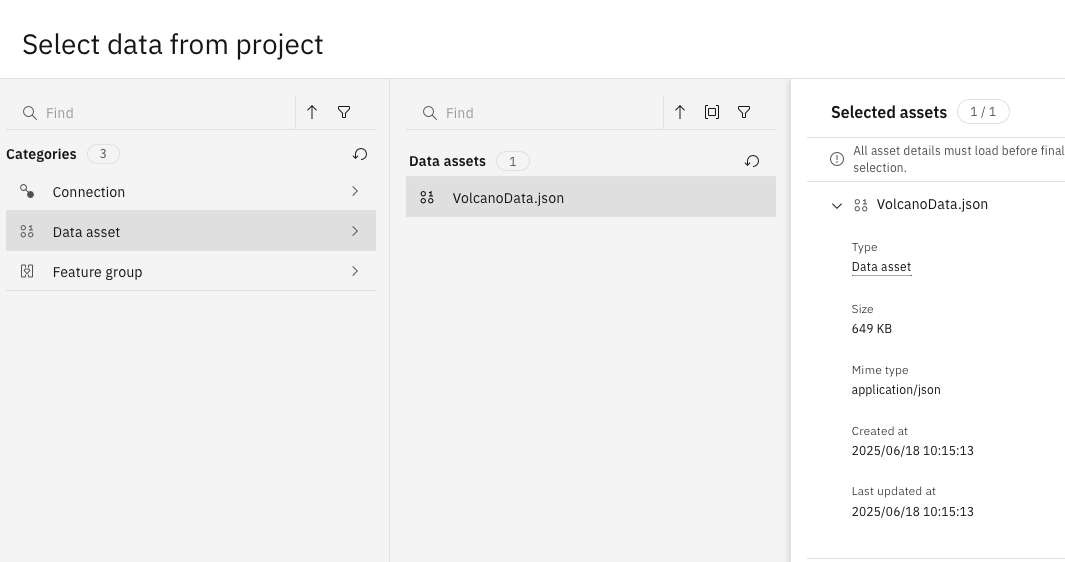 Select data from project
Find
Categories 3
Connection
Data asset
Feature group
Find
Data assets 1
VolcanoData.json
Selected assets 1 / 1
All asset details must load before final
selection.
VolcanoData.json
Type
Data asset
Size
649 KB
Mime type
application/json
Created at
2025/06/18 10:15:13
Last updated at
2025/06/18 10:15:13